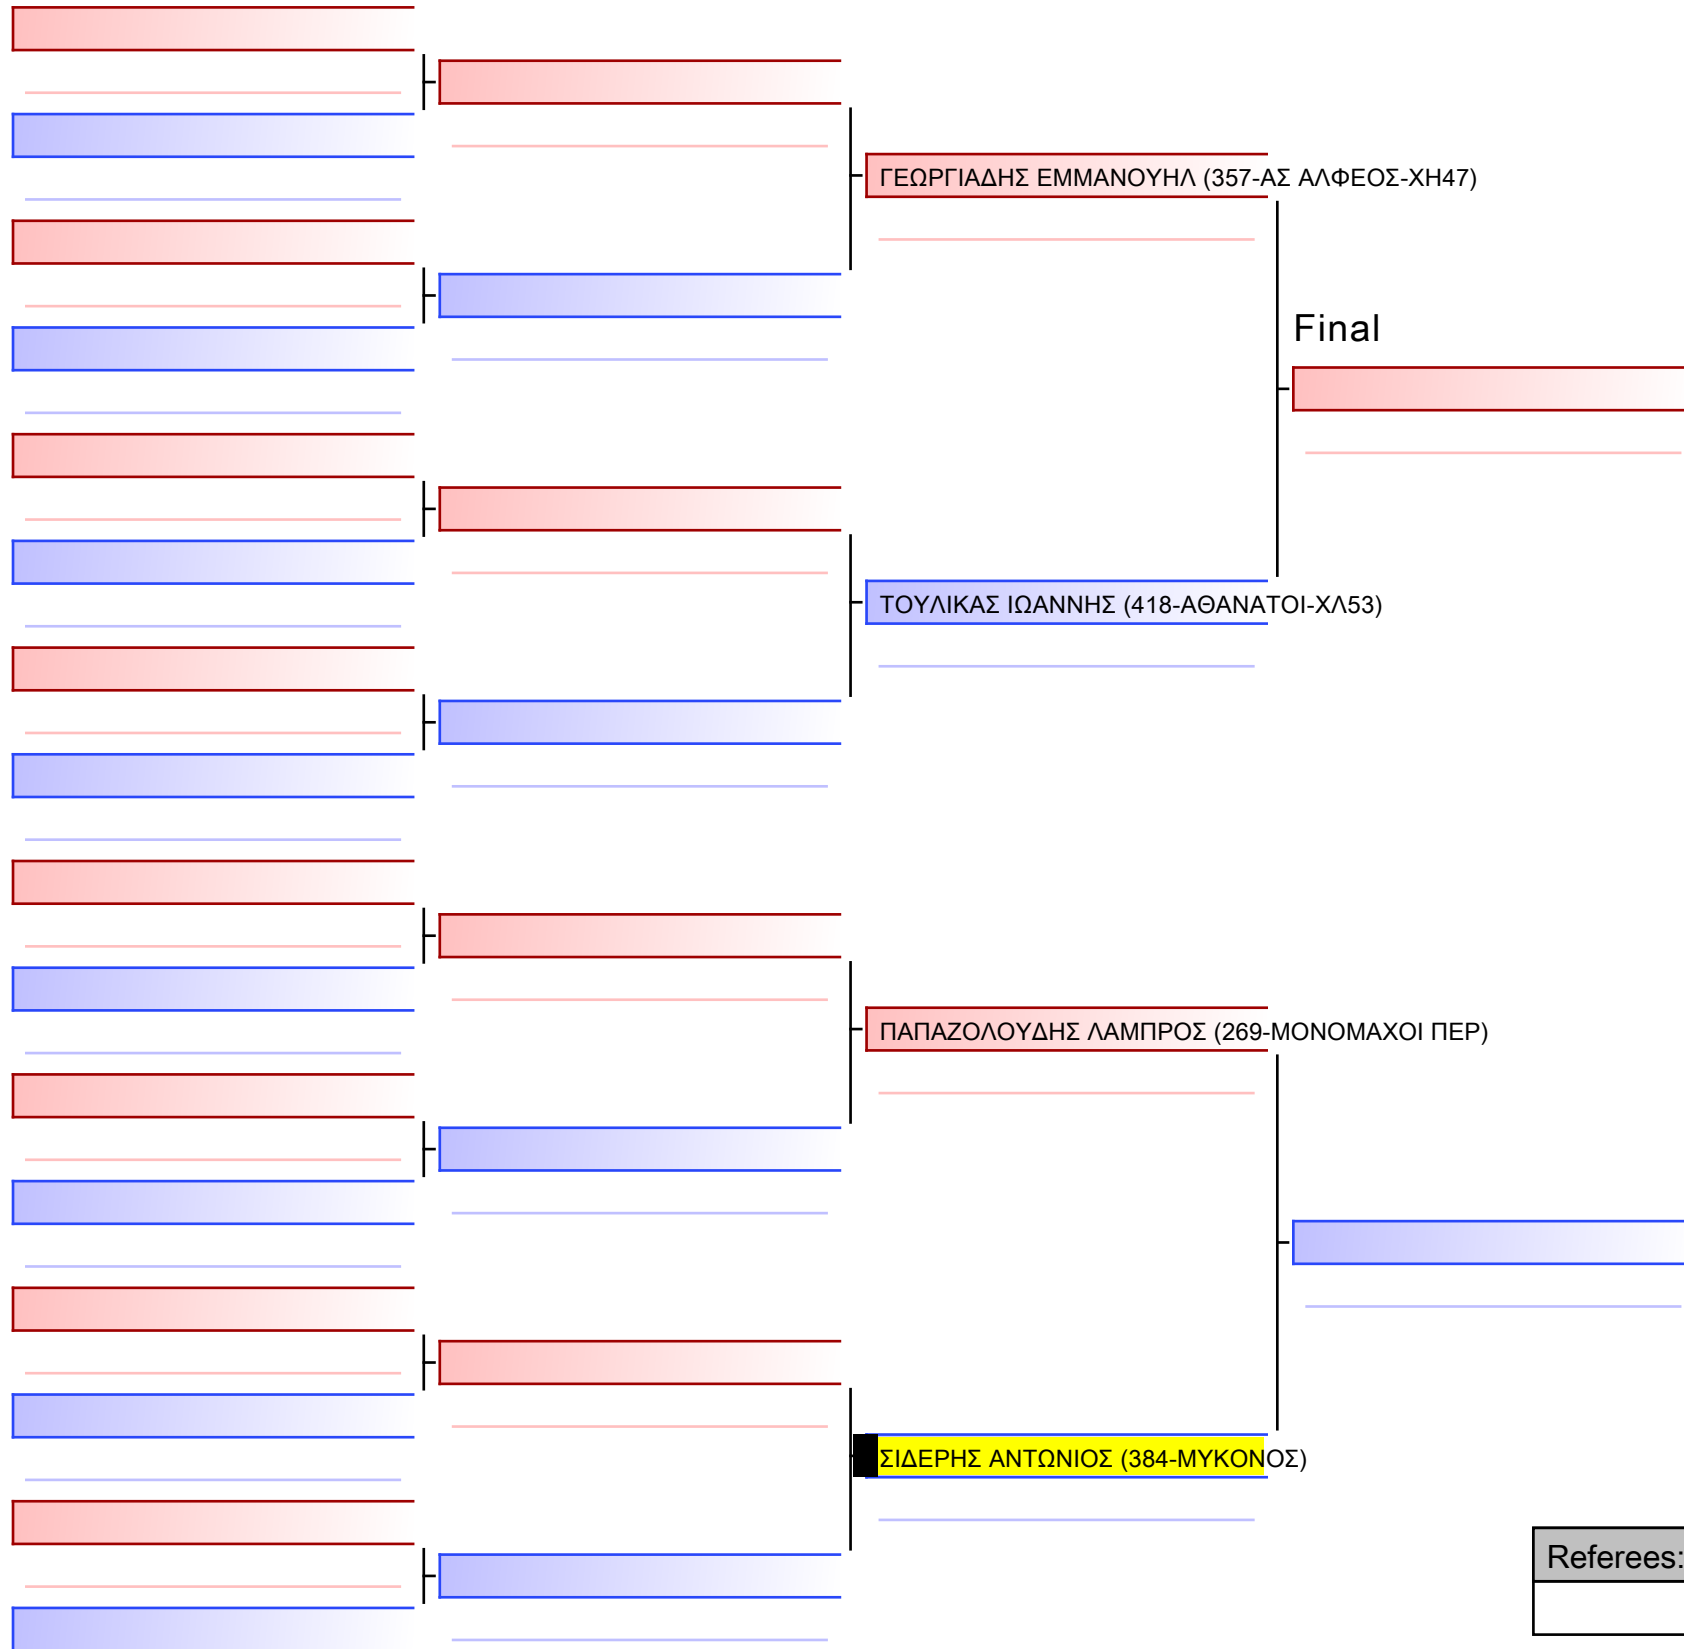 ΓΕΩΡΓΙΑΔΗΣ ΕΜΜΑΝΟΥΗΛ (357-ΑΣ ΑΛΦΕΟΣ-ΧΗ47)
Final
ΤΟΥΛΙΚΑΣ ΙΩΑΝΝΗΣ (418-ΑΘΑΝΑΤΟΙ-ΧΛ53)
ΠΑΠΑΖΟΛΟΥΔΗΣ ΛΑΜΠΡΟΣ (269-ΜΟΝΟΜΑΧΟΙ ΠΕΡ)
ΣΙΔΕΡΗΣ ΑΝΤΩΝΙΟΣ (384-ΜΥΚΟΝΟΣ)
Referees: